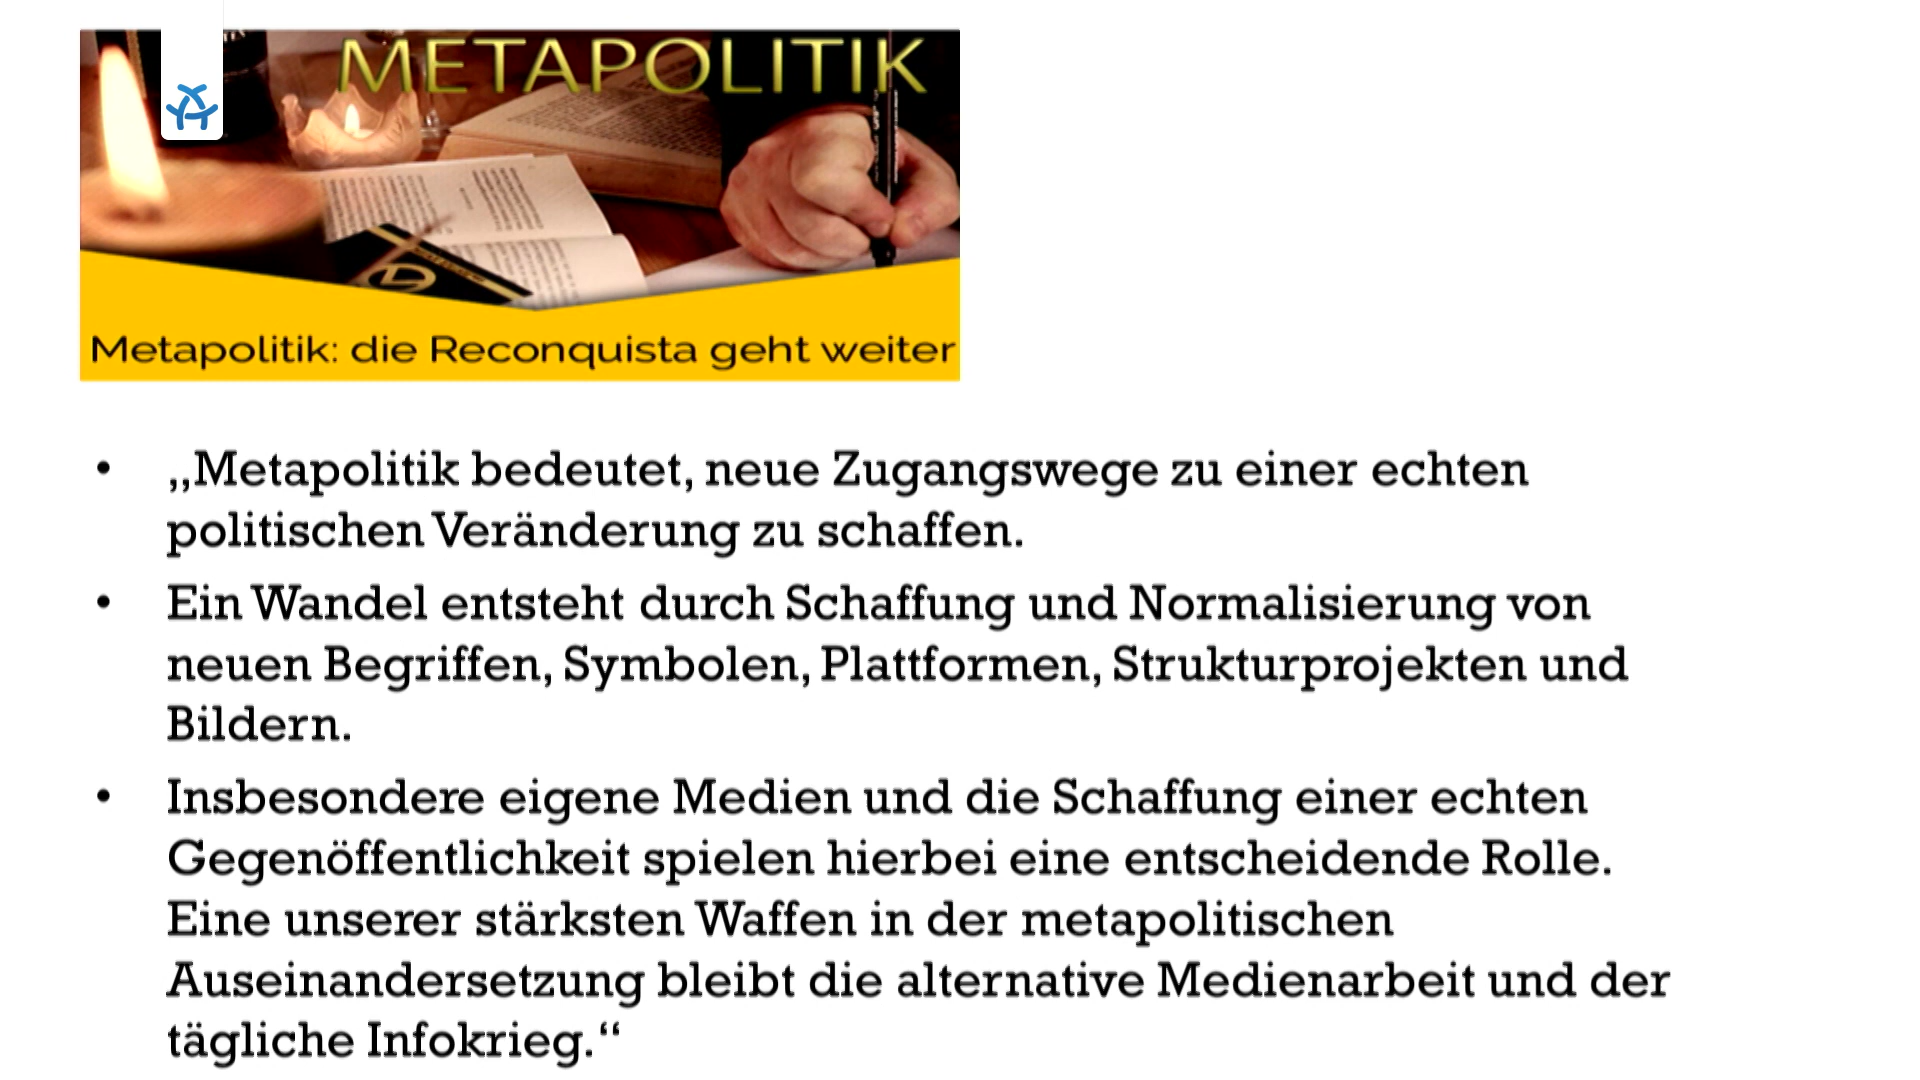 METAPOLITIK
Metapolitik: die Reconquista geht weiter
• „Metapolitik bedeutet, neue Zugangswege zu einer echten
politischen Veränderung zu schaffen.
• Ein Wandel entsteht durch Schaffung und Normalisierung von
neuen Begriffen, Symbolen, Plattformen, Strukturprojekten und
Bildern.
• Insbesondere eigene Medien und die Schaffung einer echten
Gegenöffentlichkeit spielen hierbei eine entscheidende Rolle.
Eine unserer stärksten Waffen in der metapolitischen
Auseinandersetzung bleibt die alternative Medienarbeit und der
tägliche Infokrieg.“